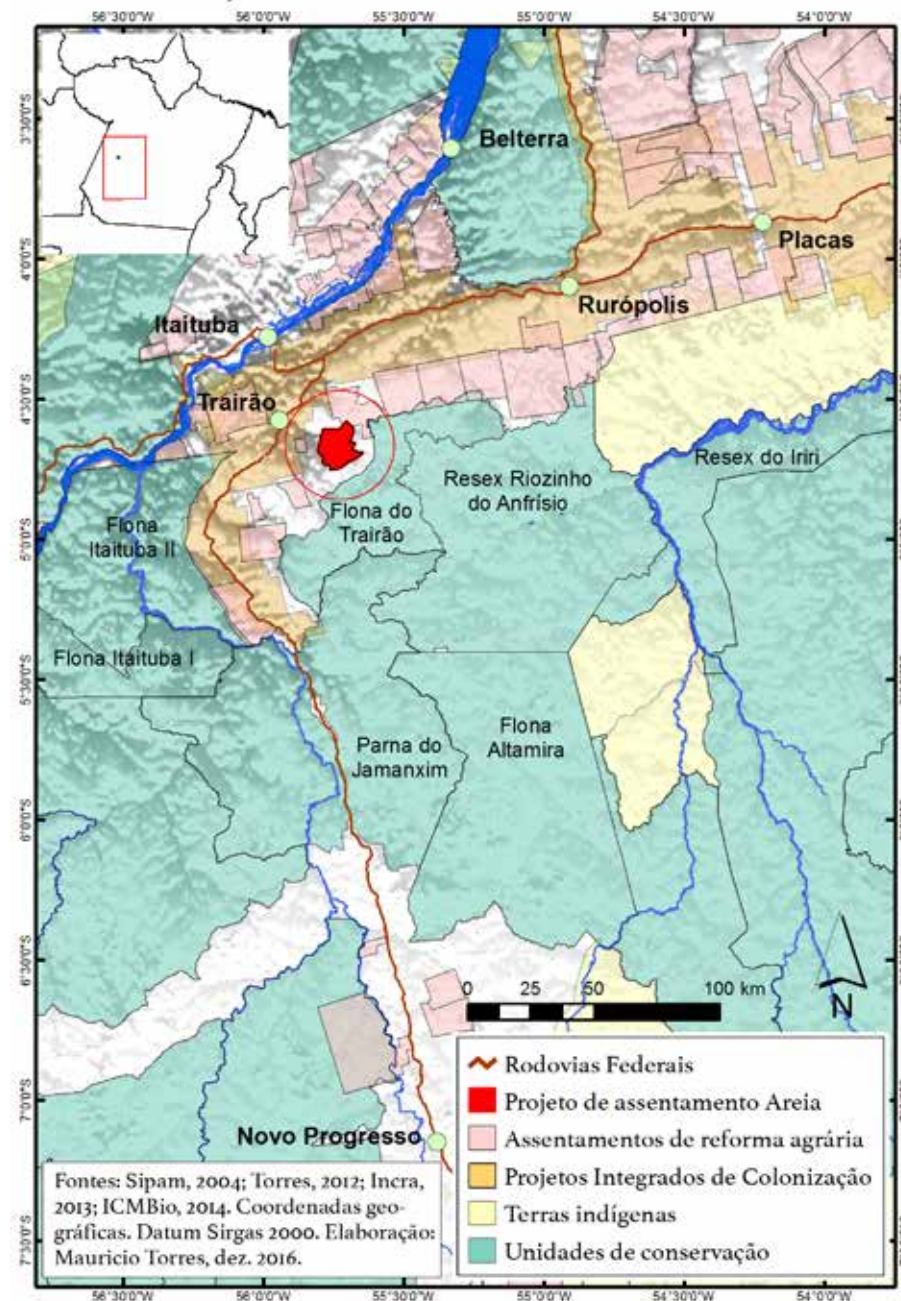 56°30'0"O 56°0'0"O 55°30'0"O 55°0'0"O 54°30'0"O 54°0'0"O
3°30'0"S
Belterra
Placas
4°0'0"S
Rurópolis
Itaituba
Trairão
4°30'0"S
Resex do Iriri
Resex Riozinho
do Anfrísio
Flona do
Trairão
Flona
Itaituba II
5°0'0"S
Flona Itaituba I
5°30'0"S
Parna do
Jamanxim
Flona
Altamira
6°0'0"S
6°30'0"S
0 25 50 100 km
N
7°0'0"S
Novo Progresso
Rodovias Federais
Projeto de assentamento Areia
Assentamentos de reforma agrária
Projetos Integrados de Colonização
Terras indígenas
Unidades de conservação
Fontes: Sipam, 2004; Torres, 2012; Incra,
2013; ICMBio, 2014. Coordenadas geo-
gráficas. Datum Sirgas 2000. Elaboração:
Mauricio Torres, dez. 2016.
7°30'0"S
56°30'0"O 56°0'0"O 55°30'0"O 55°0'0"O 54°30'0"O 54°0'0"O